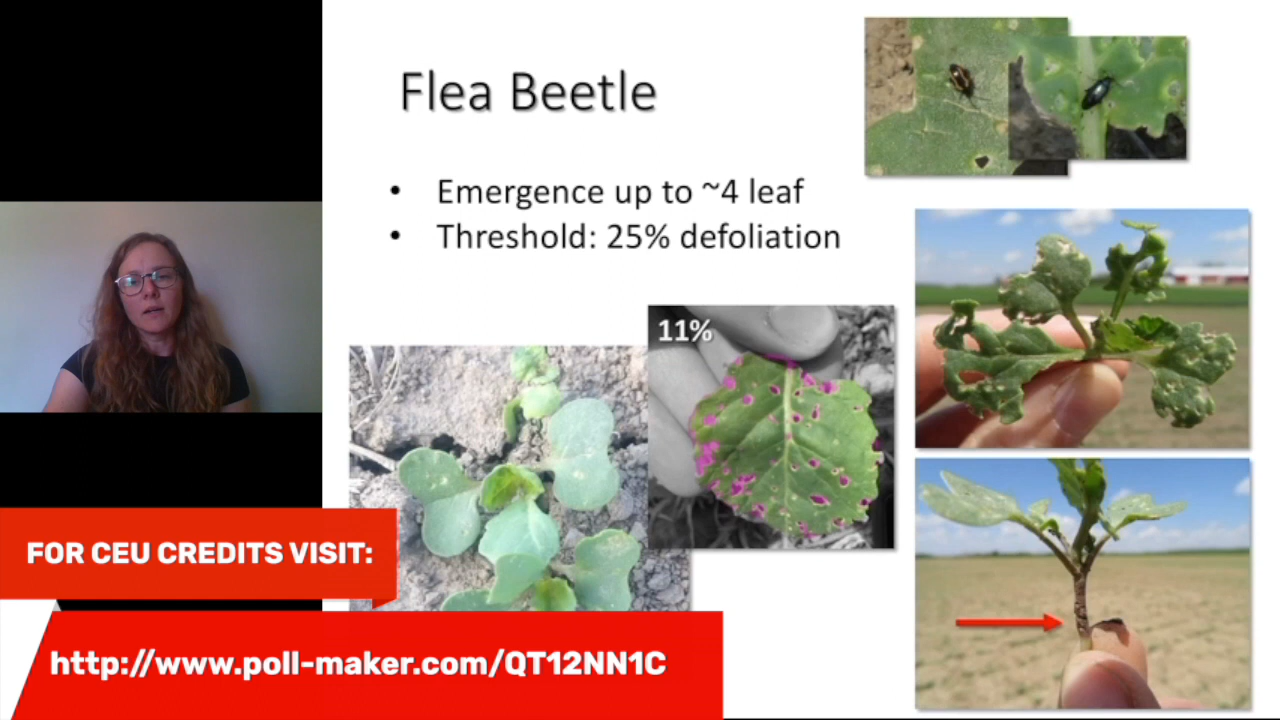 Flea Beetle
• Emergence up to ~4 leaf
• Threshold: 25% defoliation
11%
FOR CEU CREDITS VISIT:
http://www.poll-maker.com/QT12NN1C